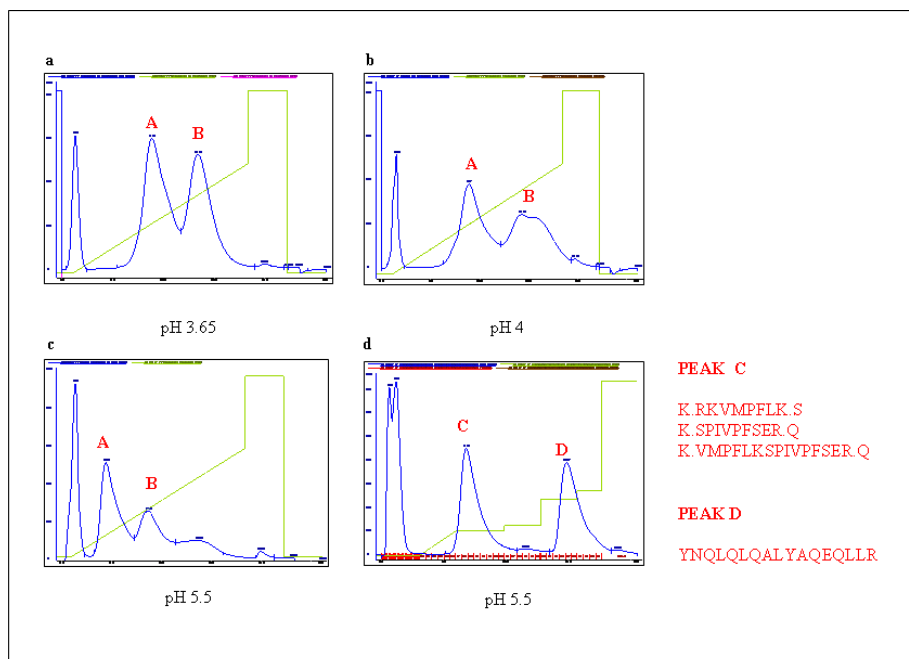 a
A
B
pH 3.65
b
A
B
pH 4
c
A
B
pH 5.5
d
C
D
pH 5.5
PEAK C
K.RKVMPFLK.S
K.SPIVPFSER.Q
K.VMPFLKSPIVPFSER.Q
PEAK D
YNQLQLQALYAQEQLLR